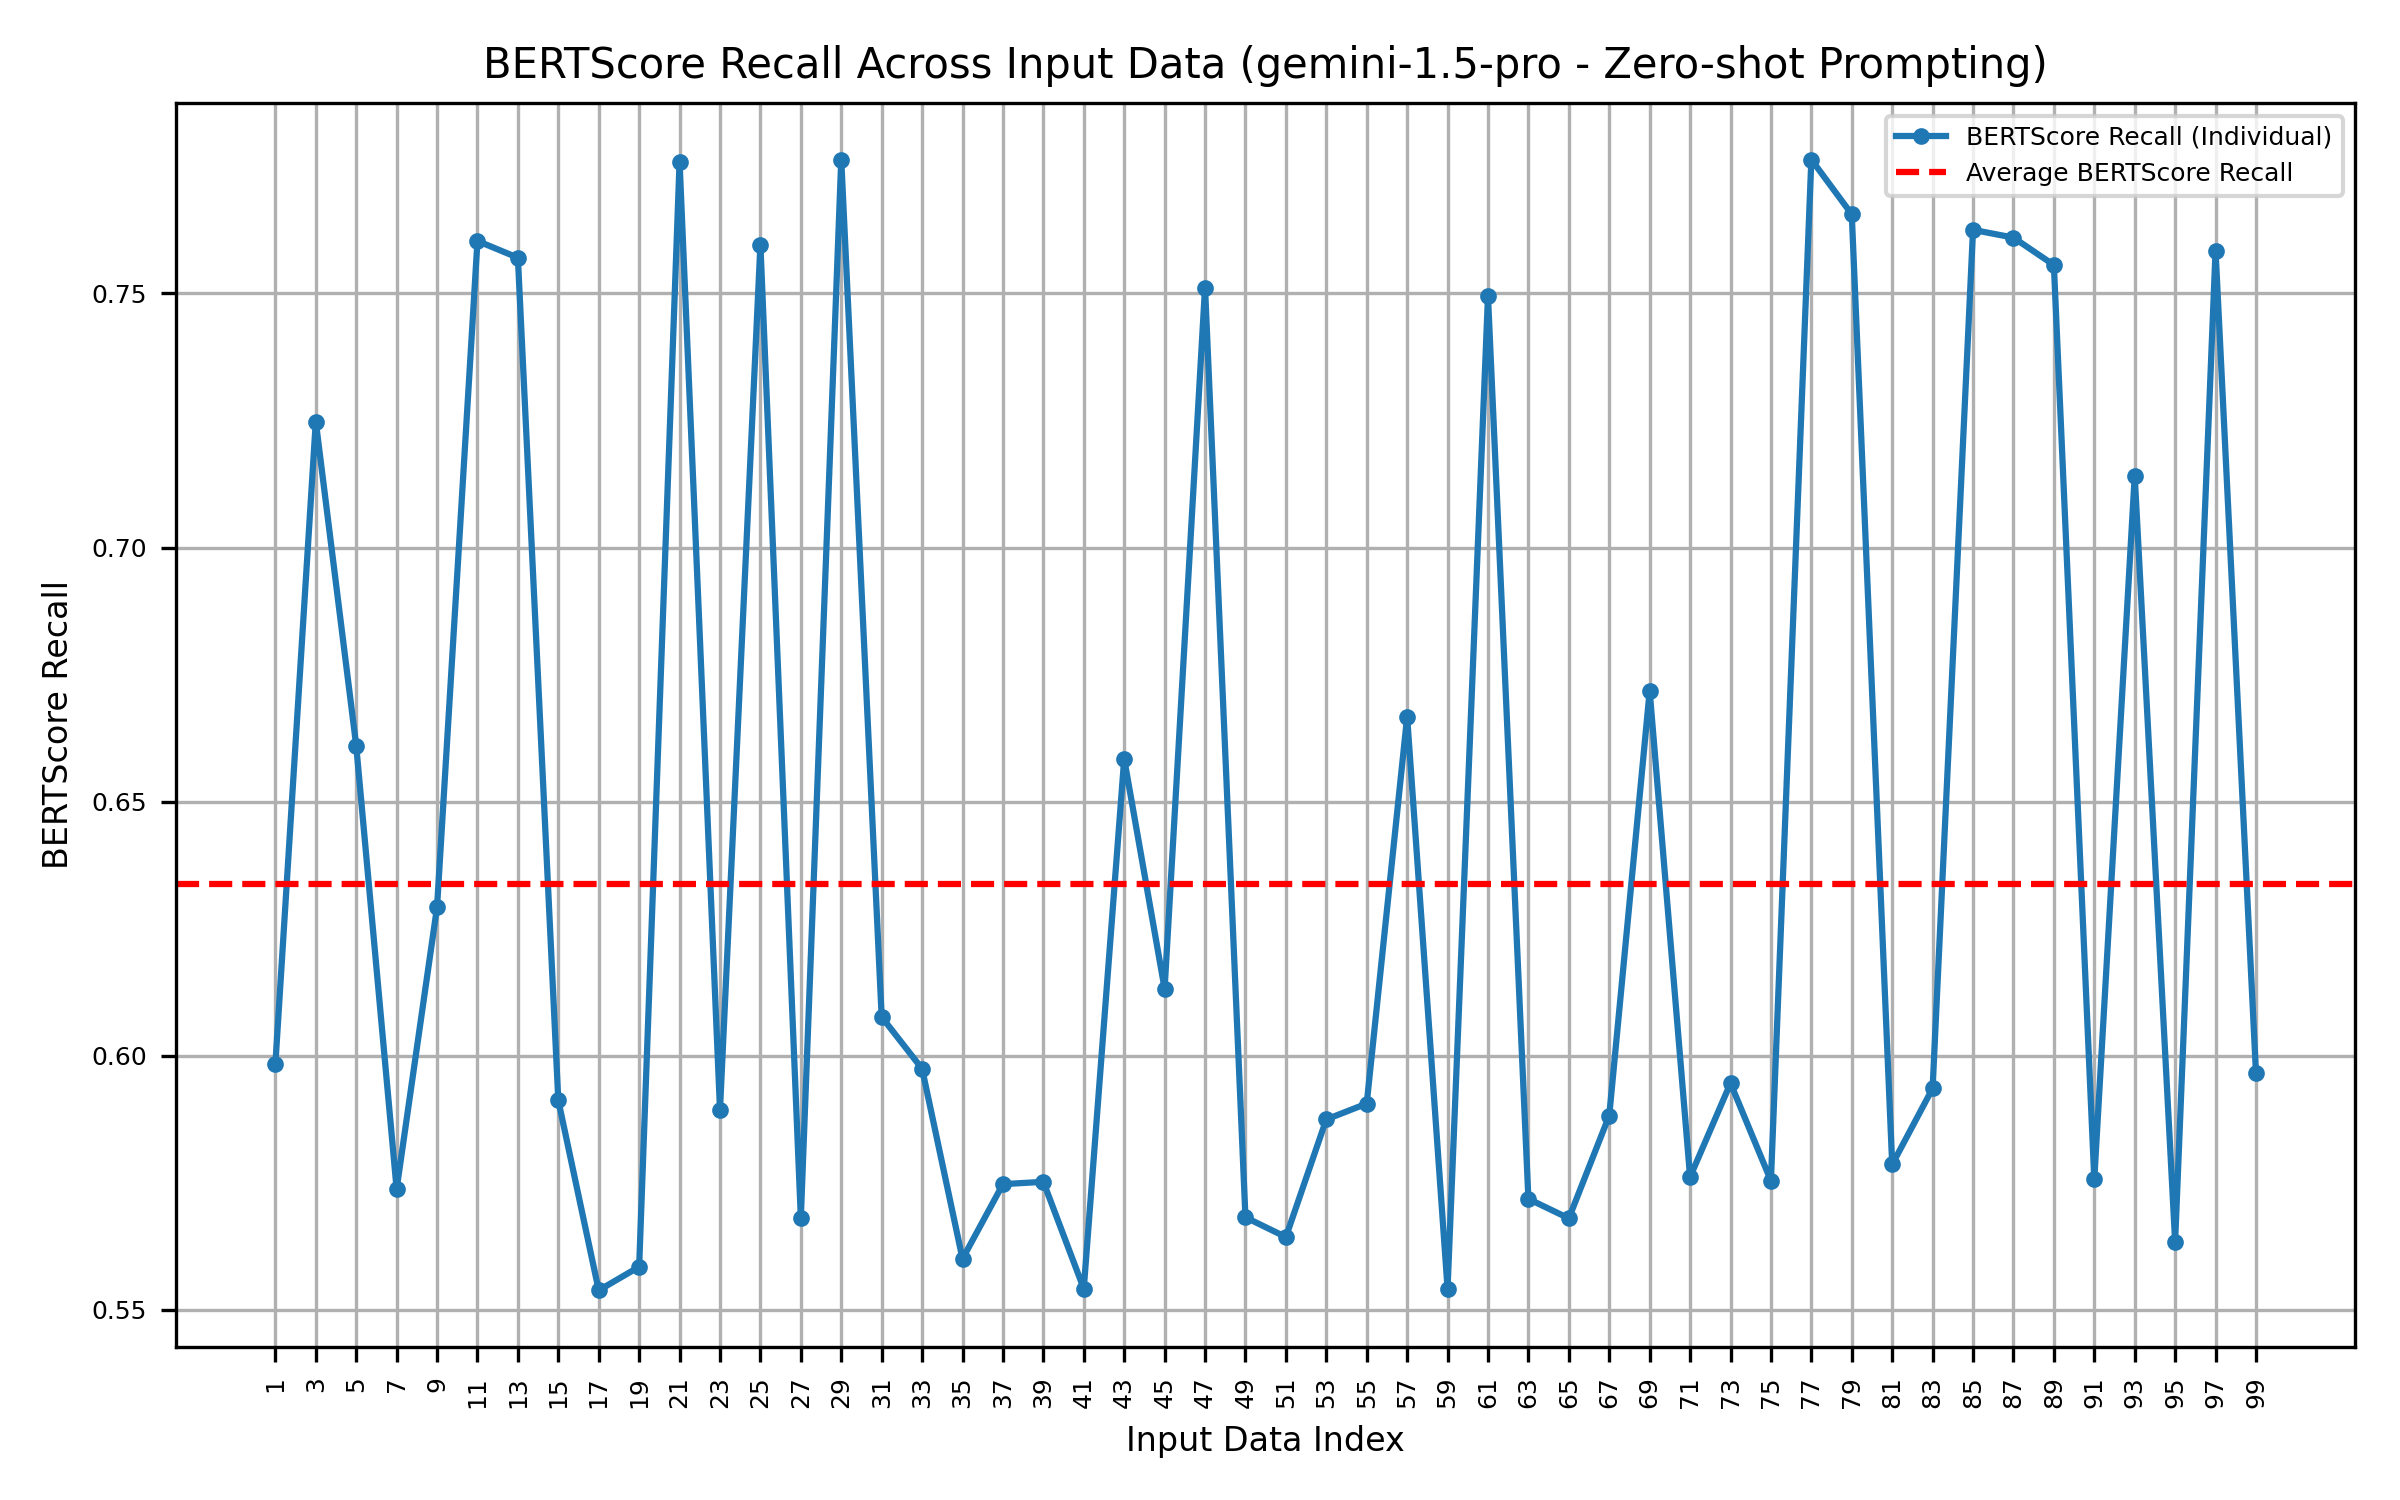 BERTScore Recall Across Input Data (gemini-1.5-pro - Zero-shot Prompting)
BERTScore Recall (Individual)
Average BERTScore Recall
BERTScore Recall
0.75
0.70
0.65
0.60
0.55
1 3 5 7 9 11 13 15 17 19 21 23 25 27 29 31 33 35 37 39 41 43 45 47 49 51 53 55 57 59 61 63 65 67 69 71 73 75 77 79 81 83 85 87 89 91 93 95 97 99
Input Data Index